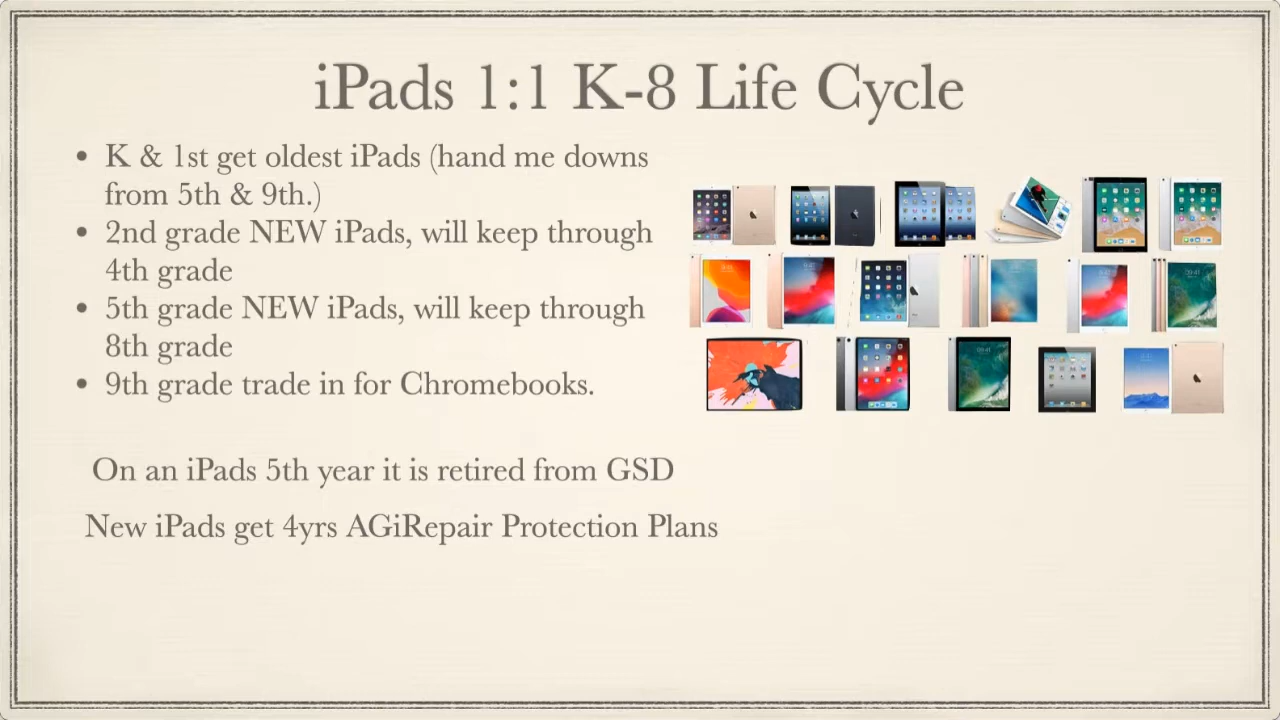 iPads 1:1 K-8 Life Cycle
• K & 1st get oldest iPads (hand me downs
from 5th & 9th.)
• 2nd grade NEW iPads, will keep through
4th grade
• 5th grade NEW iPads, will keep through
8th grade
• 9th grade trade in for Chromebooks.
On an iPads 5th year it is retired from GSD
New iPads get 4yrs AGiRepair Protection Plans